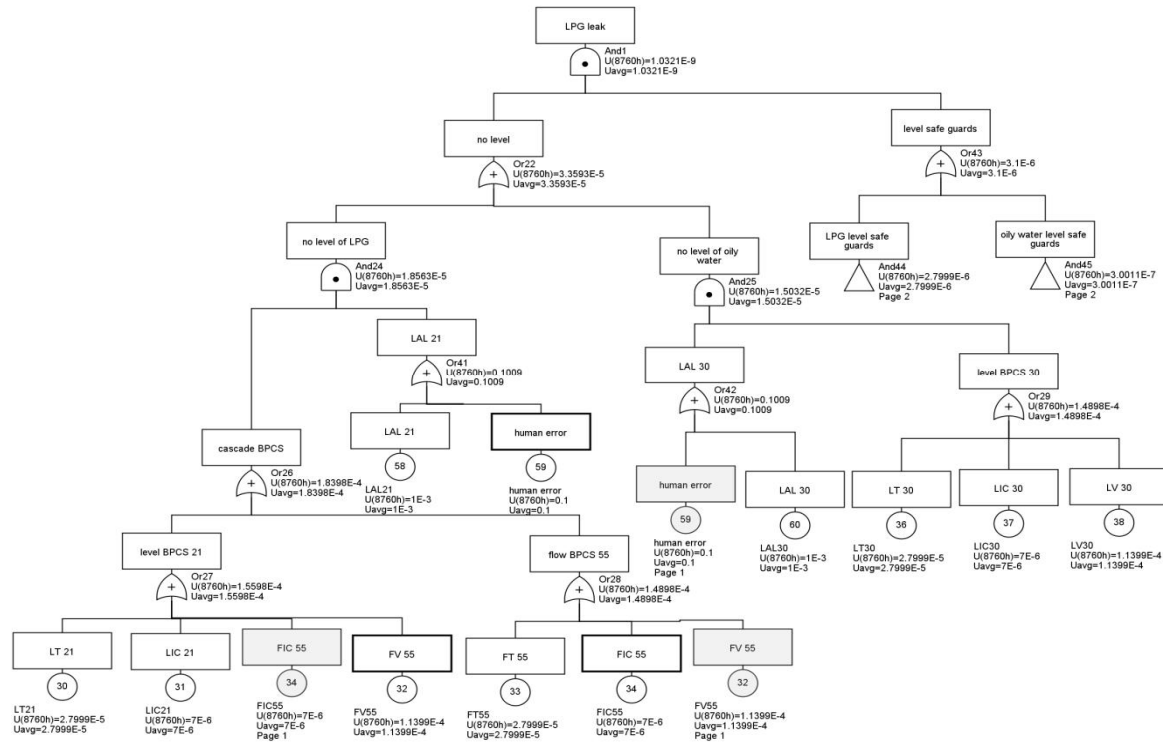 LPG leak
And1
U(8760h)=1.0321E-9
Uavg=1.0321E-9
no level
Or22
U(8760h)=3.3593E-5
Uavg=3.3593E-5
level safe guards
Or43
U(8760h)=3.1E-6
Uavg=3.1E-6
no level of LPG
And24
U(8760h)=1.8563E-5
Uavg=1.8563E-5
no level of oily
water
And25
U(8760h)=1.5032E-5
Uavg=1.5032E-5
LPG level safe
guards
And44
U(8760h)=2.7999E-6
Uavg=2.7999E-6
Page 2
oily water level safe
guards
And45
U(8760h)=3.0011E-7
Uavg=3.0011E-7
Page 2
LAL 21
Or41
U(8760h)=0.1009
Uavg=0.1009
LAL 30
Or42
U(8760h)=0.1009
Uavg=0.1009
level BPCS 30
Or29
U(8760h)=1.4898E-4
Uavg=1.4898E-4
cascade BPCS
Or26
U(8760h)=1.8398E-4
Uavg=1.8398E-4
LAL 21
58
LAL21
U(8760h)=1E-3
Uavg=1E-3
human error
59
human error
U(8760h)=0.1
Uavg=0.1
human error
59
human error
U(8760h)=0.1
Uavg=0.1
Page 1
LAL 30
60
LAL30
U(8760h)=1E-3
Uavg=1E-3
LT 30
36
LT30
U(8760h)=2.7999E-5
Uavg=2.7999E-5
LIC 30
37
LIC30
U(8760h)=7E-6
Uavg=7E-6
LV 30
38
LV30
U(8760h)=1.1399E-4
Uavg=1.1399E-4
level BPCS 21
Or27
U(8760h)=1.5598E-4
Uavg=1.5598E-4
flow BPCS 55
Or28
U(8760h)=1.4898E-4
Uavg=1.4898E-4
LT 21
30
LT21
U(8760h)=2.7999E-5
Uavg=2.7999E-5
LIC 21
31
LIC21
U(8760h)=7E-6
Uavg=7E-6
FIC 55
34
FIC55
U(8760h)=7E-6
Uavg=7E-6
Page 1
FV 55
32
FV55
U(8760h)=1.1399E-4
Uavg=1.1399E-4
FT 55
33
FT55
U(8760h)=2.7999E-5
Uavg=2.7999E-5
FIC 55
34
FIC55
U(8760h)=7E-6
Uavg=7E-6
FV 55
32
FV55
U(8760h)=1.1399E-4
Uavg=1.1399E-4
Page 1